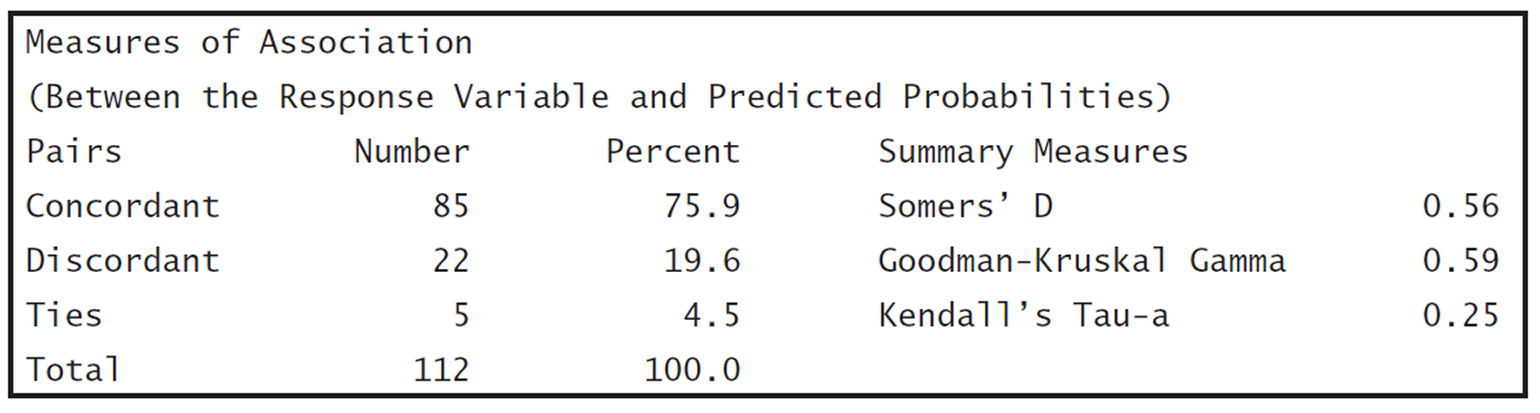 Measures of Association
(Between the Response Variable and Predicted Probabilities)
Pairs Number Percent Summary Measures
Concordant 85 75.9 Somers’ D 0.56
Discordant 22 19.6 Goodman-Kruskal Gamma 0.59
Ties 5 4.5 Kendall’s Tau-a 0.25
Total 112 100.0